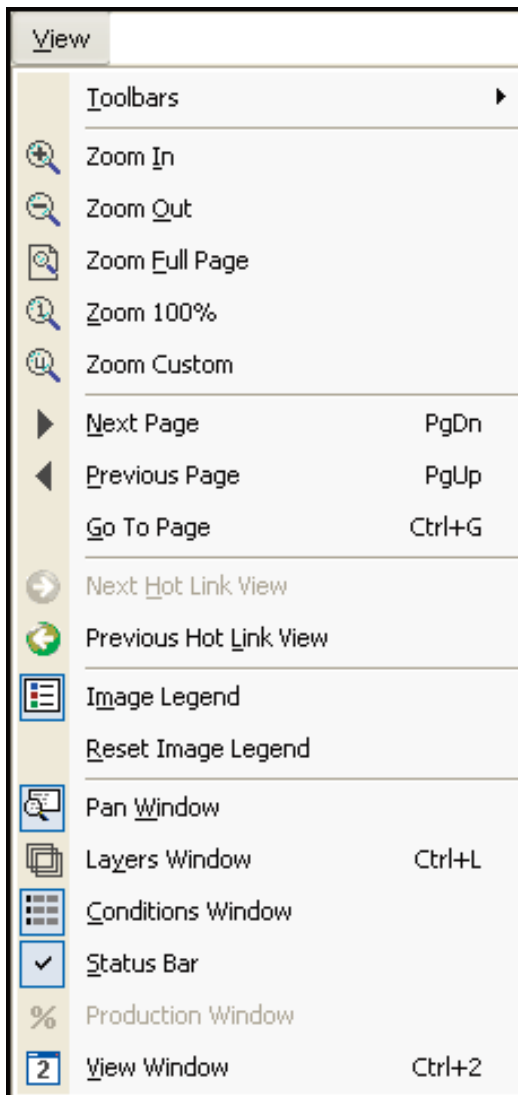 View
Toolbars
Zoom In
Zoom Out
Zoom Full Page
1 Zoom 100%
u Zoom Custom
Next Page PgDn
Previous Page PgUp
Go To Page Ctrl+G
Next Hot Link View
Previous Hot Link View
Image Legend
Reset Image Legend
Pan Window
Layers Window Ctrl+L
Conditions Window
Status Bar
% Production Window
2 View Window Ctrl+2